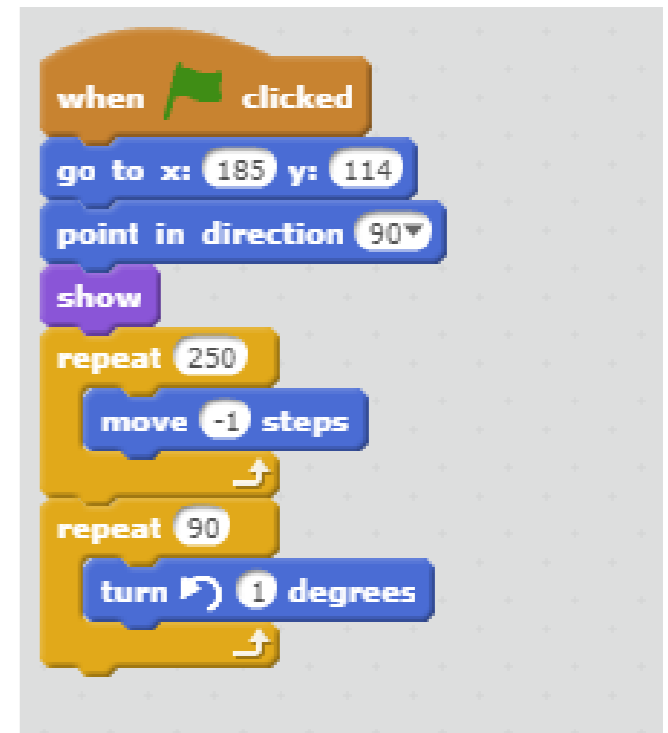 when clicked
go to x: 185 y: 114
point in direction 90
show
repeat 250
move -1 steps
repeat 90
turn 1 degrees